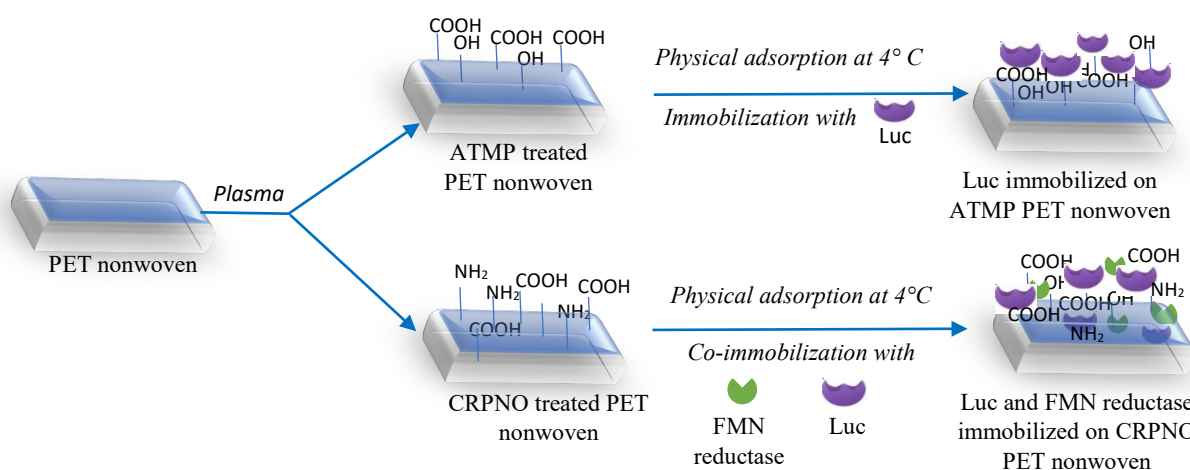 COOH
OH
COOH
OH
COOH
ATMP treated
PET nonwoven
Physical adsorption at 4° C
Immobilization with
Luc
OH
COOH
OH
OH
COOH
Luc immobilized on
ATMP PET nonwoven
PET nonwoven
Plasma
NH₂
NH₂
COOH
COOH
NH₂
COOH
CRPNO treated PET
nonwoven
Physical adsorption at 4°C
Co-immobilization with
FMN
reductase
Luc
COOH
COOH
NH₂
COOH
COOH
NH₂
Luc and FMN reductase
immobilized on CRPNO
PET nonwoven